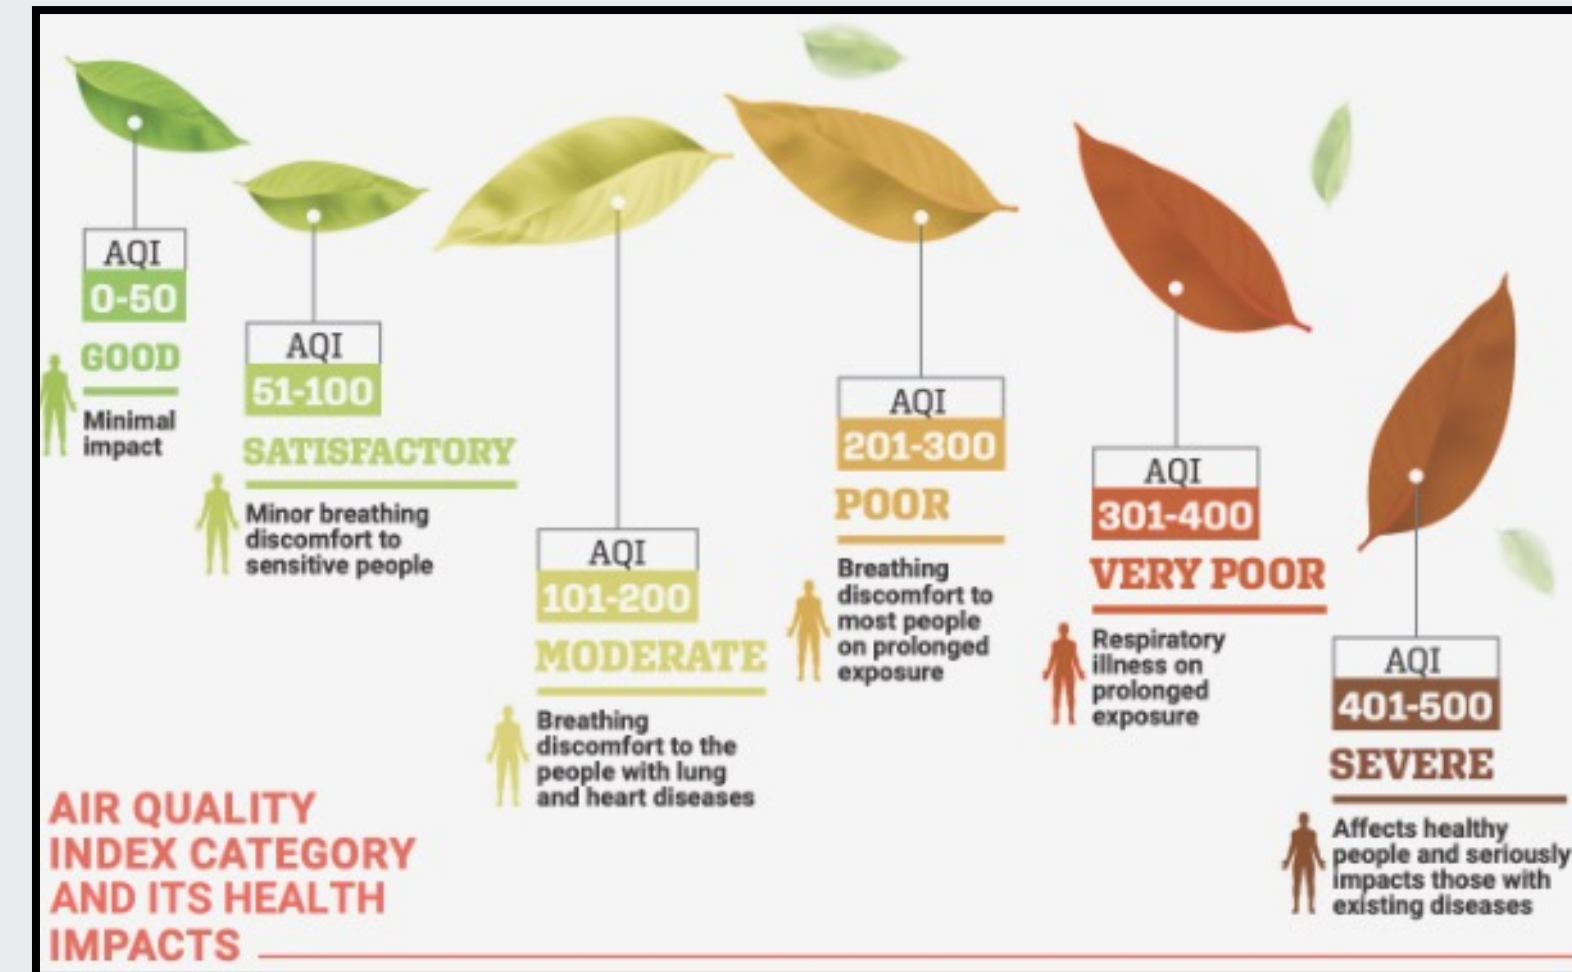 AQI
0-50
GOOD
Minimal
impact
AQI
51-100
SATISFACTORY
Minor breathing
discomfort to
sensitive people
AQI
101-200
MODERATE
Breathing
discomfort to the
people with lung
and heart diseases
AQI
201-300
POOR
Breathing
discomfort to
most people
on prolonged
exposure
AQI
301-400
VERY POOR
Respiratory
illness on
prolonged
exposure
AQI
401-500
SEVERE
Affects healthy
people and seriously
impacts those with
existing diseases
AIR QUALITY
INDEX CATEGORY
AND ITS HEALTH
IMPACTS